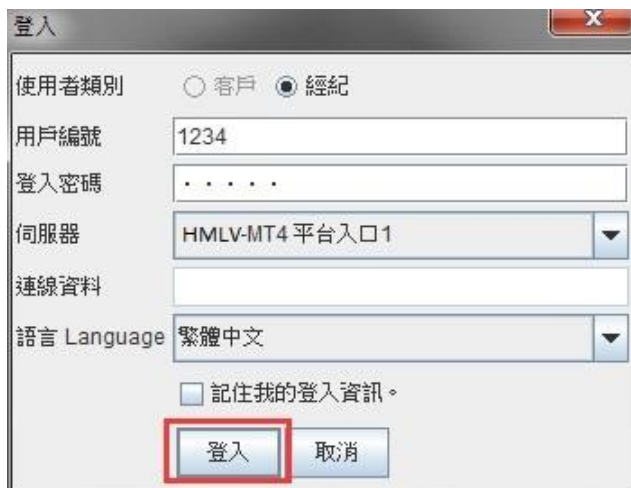 登入
使用者類別 客戶 經紀
用戶編號 1234
登入密碼 ·····
伺服器 HMLV-MT4 平台入口1
連線資料
語言 Language 繁體中文
記住我的登入資訊。
登入 取消